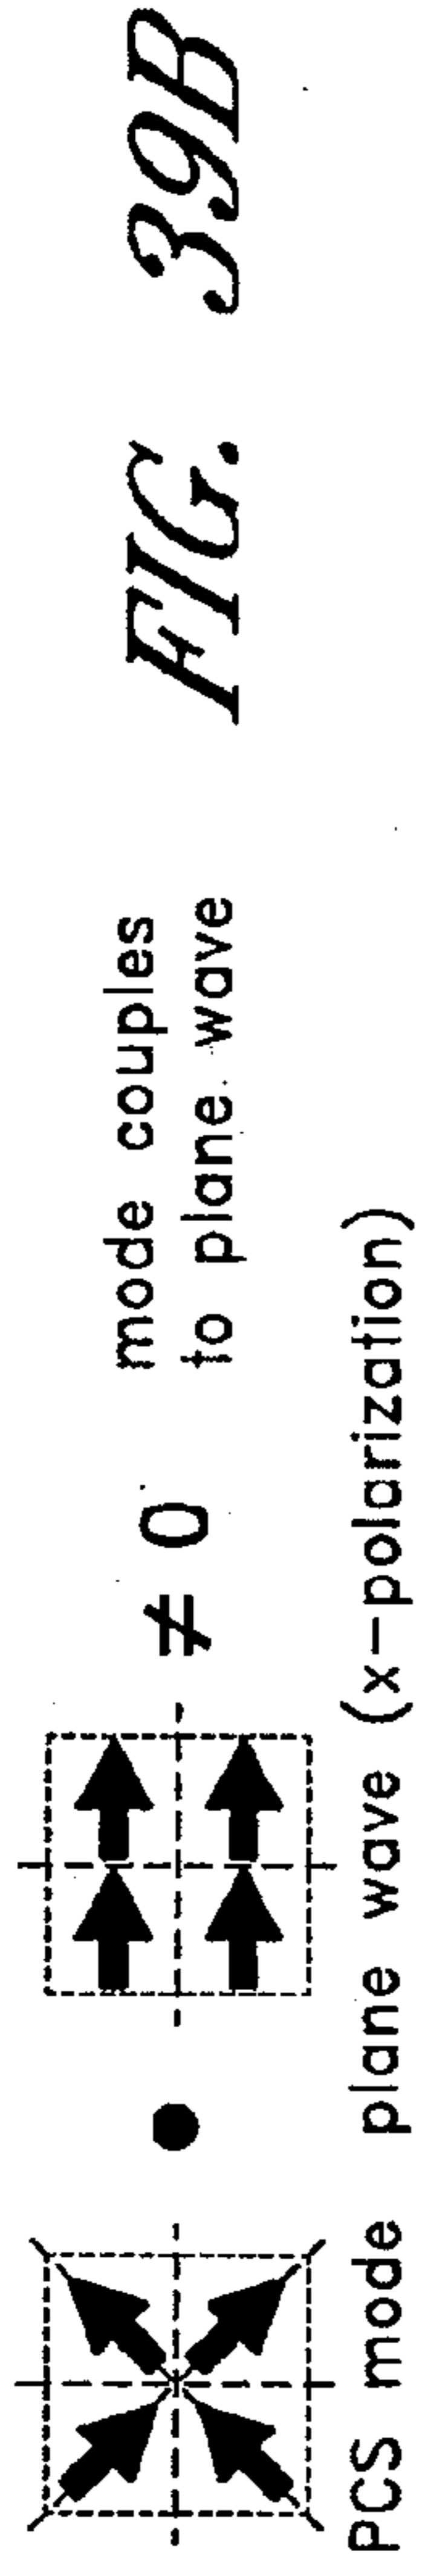 ≠ 0
mode couples
to plane wave
PCS mode
plane wave (x-polarization)
FIG. 39B